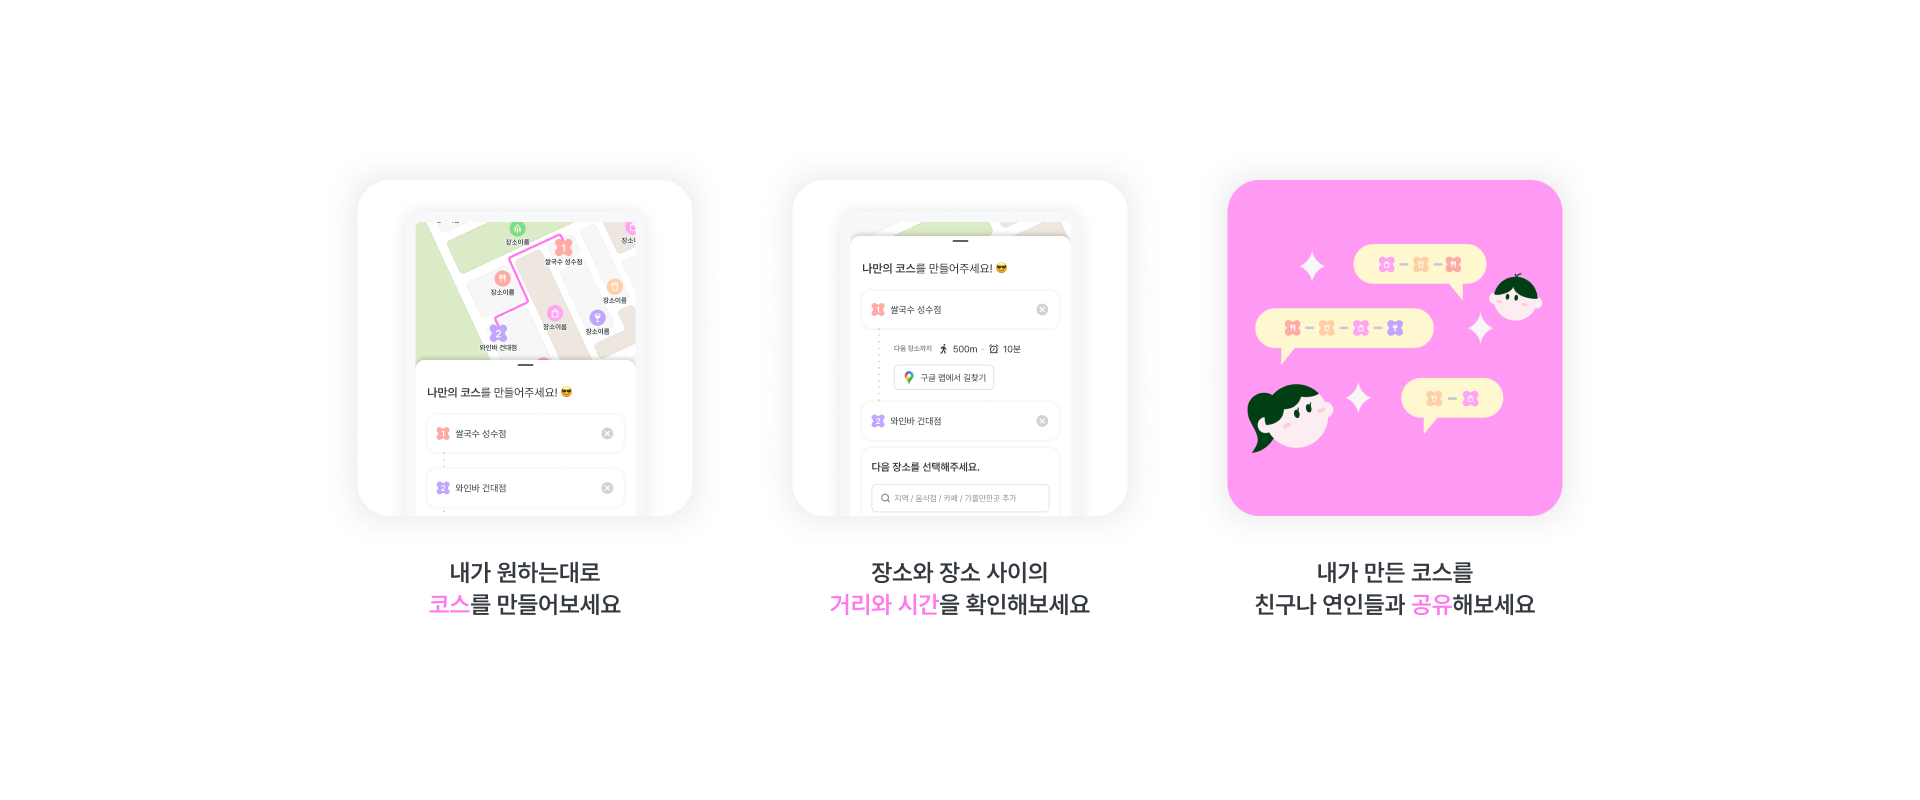 장소이름
1
쌀국수 성수점
장소이름
장소이름
장소이름
장소이름
2
와인바 건대점
나만의 코스를 만들어주세요! 😎
1 쌀국수 성수점
2 와인바 건대점
내가 원하는대로
코스를 만들어보세요
나만의 코스를 만들어주세요! 😎
1 쌀국수 성수점
다음 장소까지 500m · 10분
구글 맵에서 길찾기
2 와인바 건대점
다음 장소를 선택해주세요.
지역 / 음식점 / 카페 / 가볼만한곳 추가
장소와 장소 사이의
거리와 시간을 확인해보세요
내가 만든 코스를
친구나 연인들과 공유해보세요